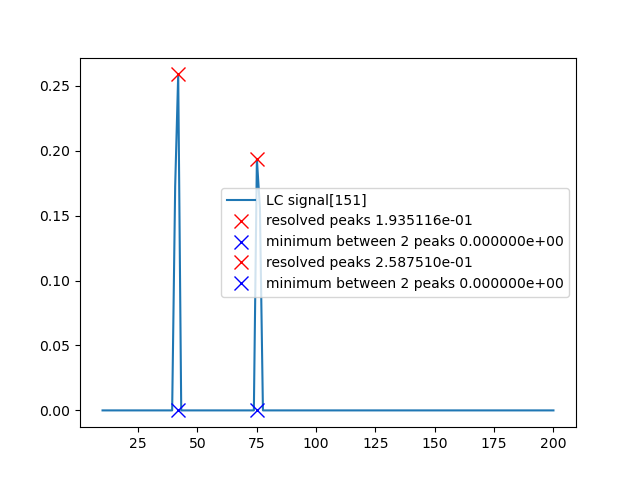 0.25
0.20
0.15
0.10
0.05
0.00
LC signal[151]
resolved peaks 1.935116e-01
minimum between 2 peaks 0.000000e+00
resolved peaks 2.587510e-01
minimum between 2 peaks 0.000000e+00
25 50 75 100 125 150 175 200